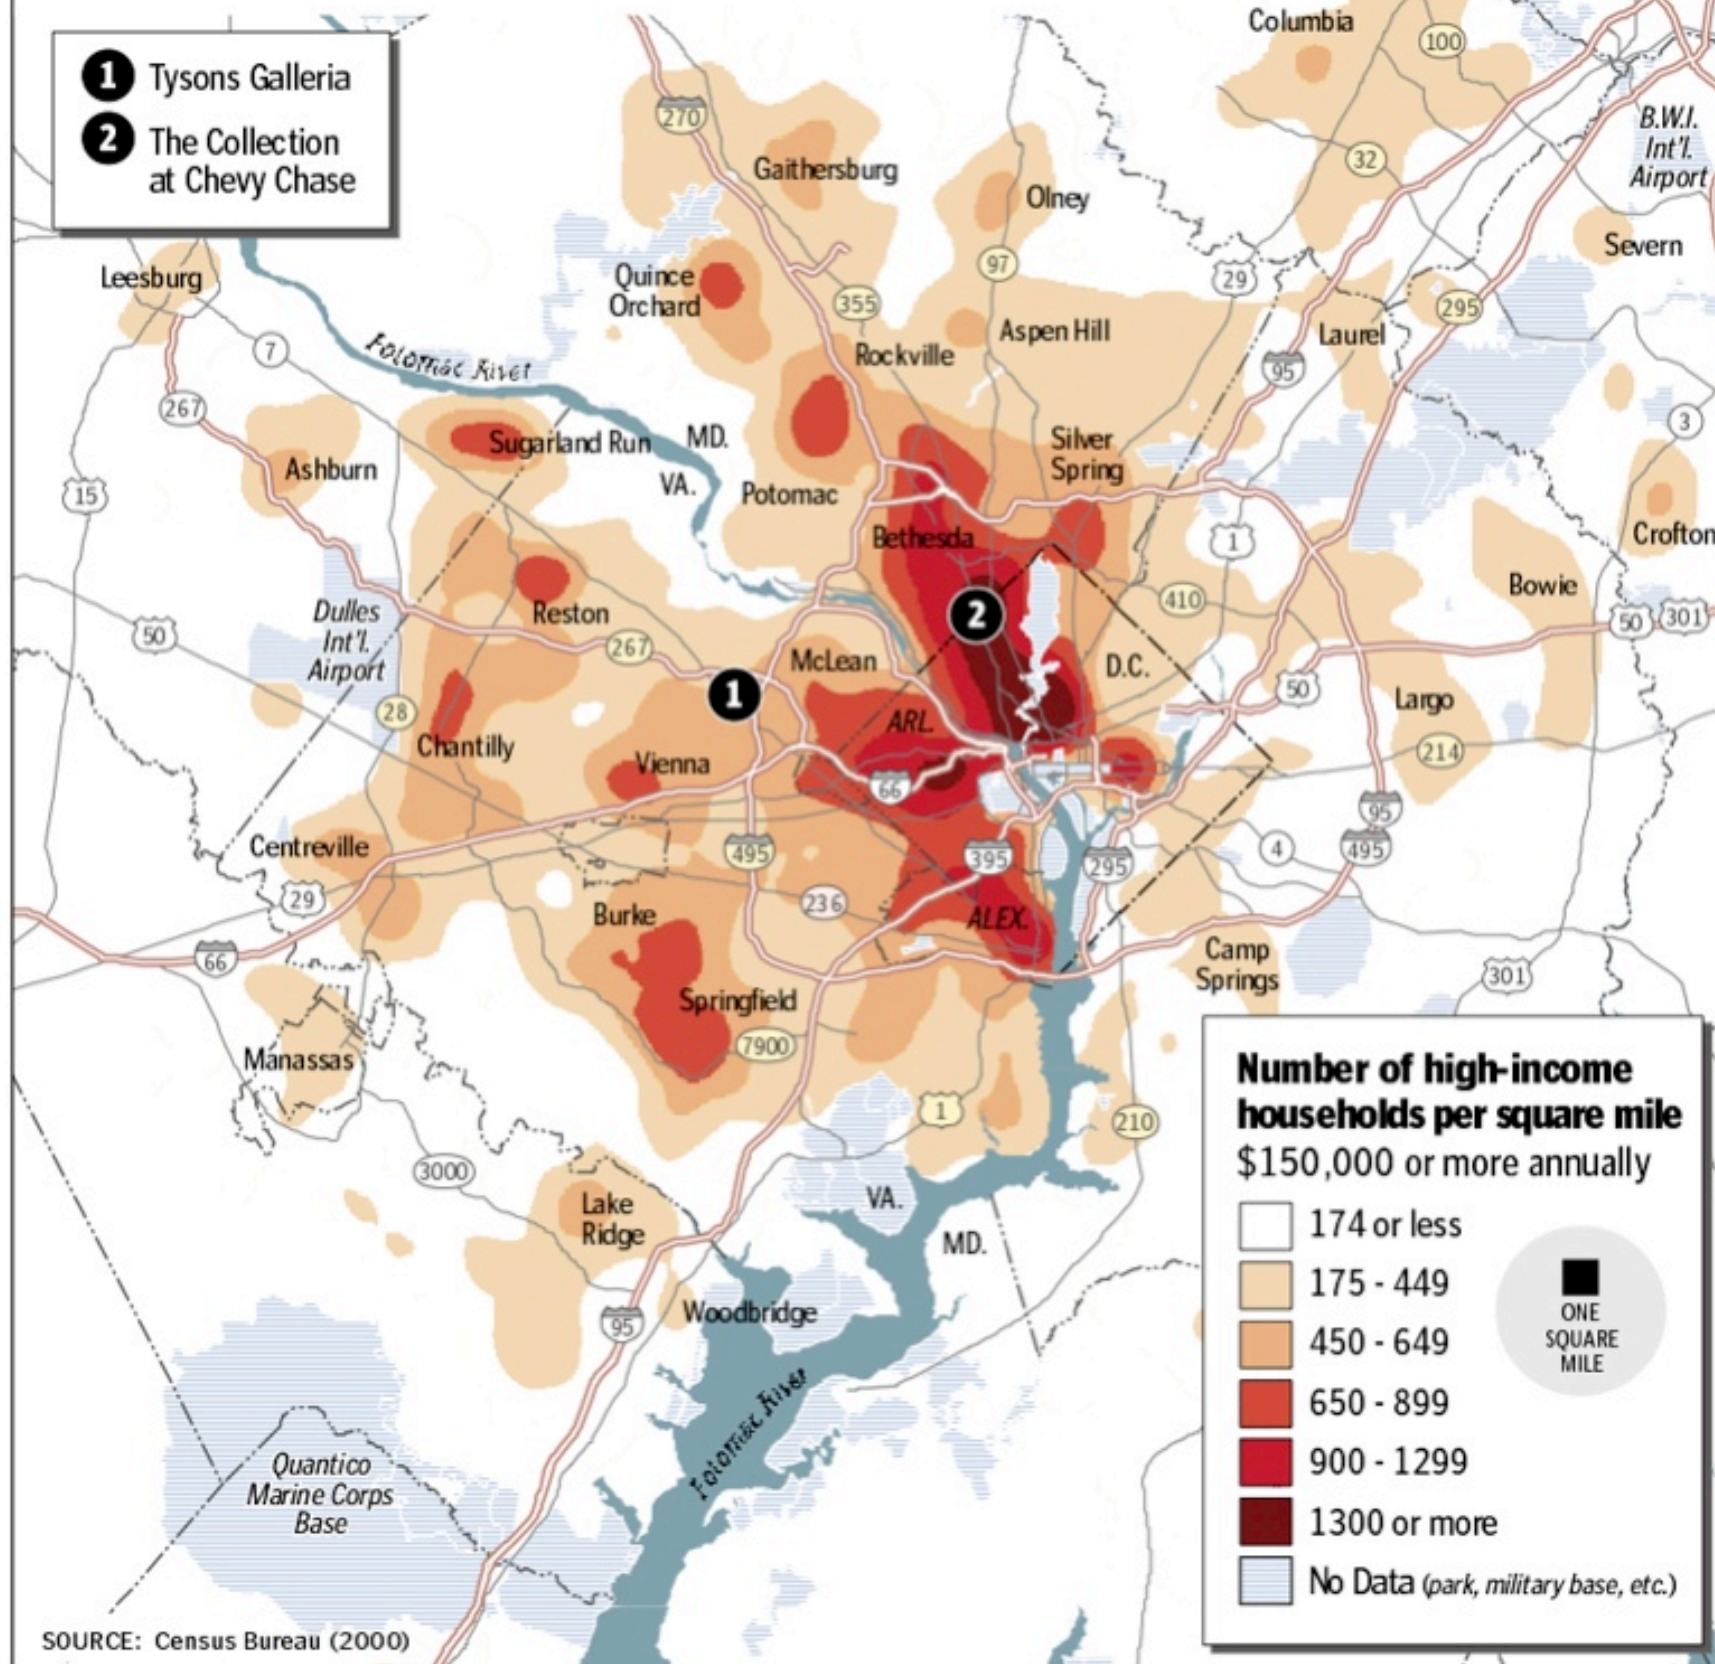 1 Tysons Galleria
2 The Collection
at Chevy Chase
Columbia
100
270
B.W.I.
Int'l.
Airport
32
Gaithersburg
Olney
Severn
Leesburg
Quince
Orchard
97
29
355
295
Aspen Hill
Laurel
7
Potomac River
Rockville
95
267
3
Sugarland Run
MD.
Silver
Spring
Ashburn
VA.
15
Potomac
Bethesda
1
Crofton
Bowie
Dulles
Int'l.
Airport
Reston
2
410
50
267
50
301
McLean
D.C.
1
50
28
ARL.
Largo
Chantilly
Vienna
214
66
95
Centreville
495
395
295
4
495
29
236
Burke
ALEX.
66
Camp
Springs
301
Springfield
7900
Manassas
1
210
3000
VA.
Lake
Ridge
MD.
95
Woodbridge
Potomac River
Quantico
Marine Corps
Base
Number of high-income
households per square mile
$150,000 or more annually
174 or less
175 - 449
450 - 649
650 - 899
900 - 1299
1300 or more
No Data (park, military base, etc.)
ONE
SQUARE
MILE
SOURCE: Census Bureau (2000)